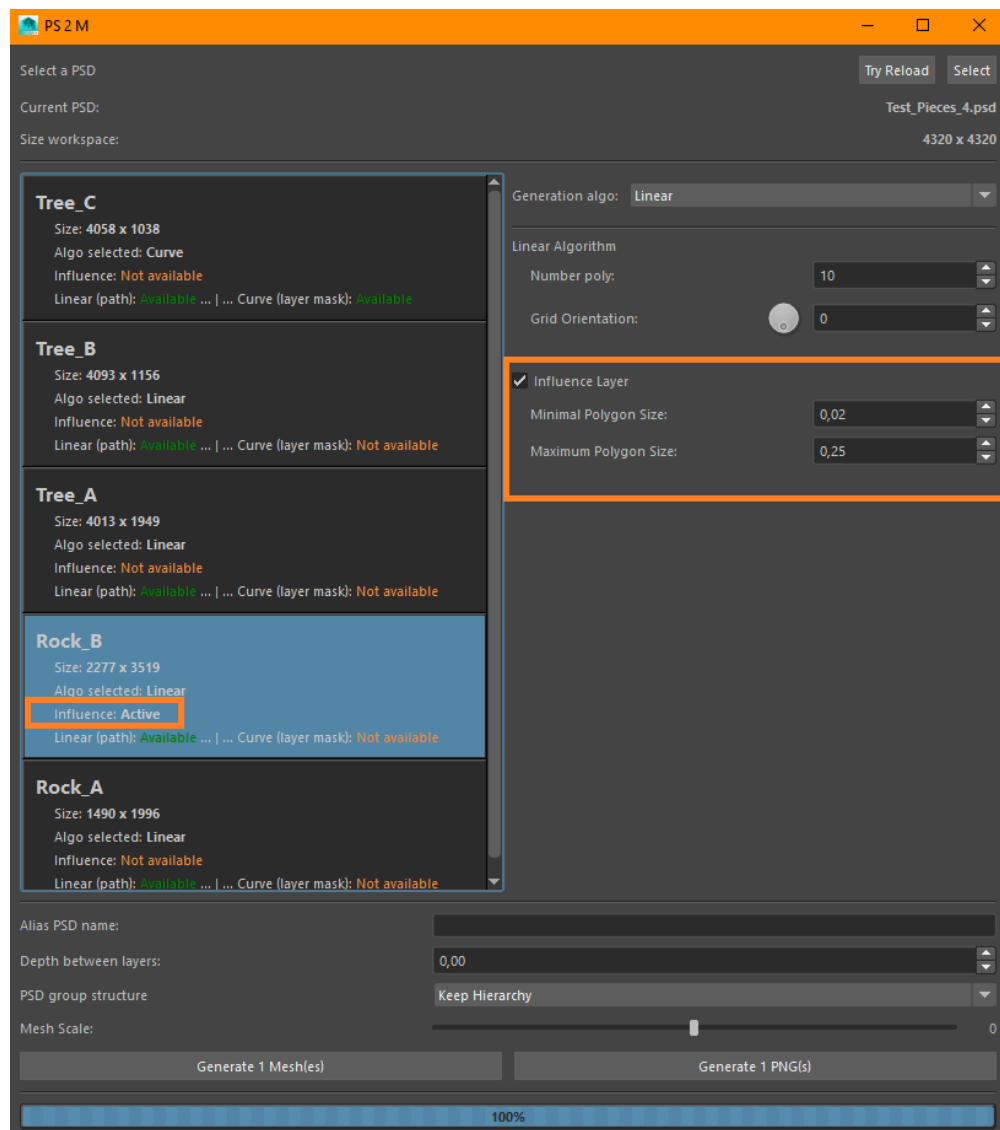 PS 2 M
Select a PSD
Try Reload
Select
Current PSD:
Test_Pieces_4.psd
Size workspace:
4320 x 4320
Tree_C
Size: 4058 x 1038
Algo selected: Curve
Influence: Not available
Linear (path): Available ... | ... Curve (layer mask): Available
Tree_B
Size: 4093 x 1156
Algo selected: Linear
Influence: Not available
Linear (path): Available ... | ... Curve (layer mask): Not available
Tree_A
Size: 4013 x 1949
Algo selected: Linear
Influence: Not available
Linear (path): Available ... | ... Curve (layer mask): Not available
Rock_B
Size: 2277 x 3519
Algo selected: Linear
Influence: Active
Linear (path): Available ... | ... Curve (layer mask): Not available
Rock_A
Size: 1490 x 1996
Algo selected: Linear
Influence: Not available
Linear (path): Available ... | ... Curve (layer mask): Not available
Generation algo: Linear
Linear Algorithm
Number poly: 10
Grid Orientation: 0
Influence Layer
Minimal Polygon Size: 0,02
Maximum Polygon Size: 0,25
Alias PSD name:
Depth between layers: 0,00
PSD group structure Keep Hierarchy
Mesh Scale: 0
Generate 1 Mesh(es)
Generate 1 PNG(s)
100%